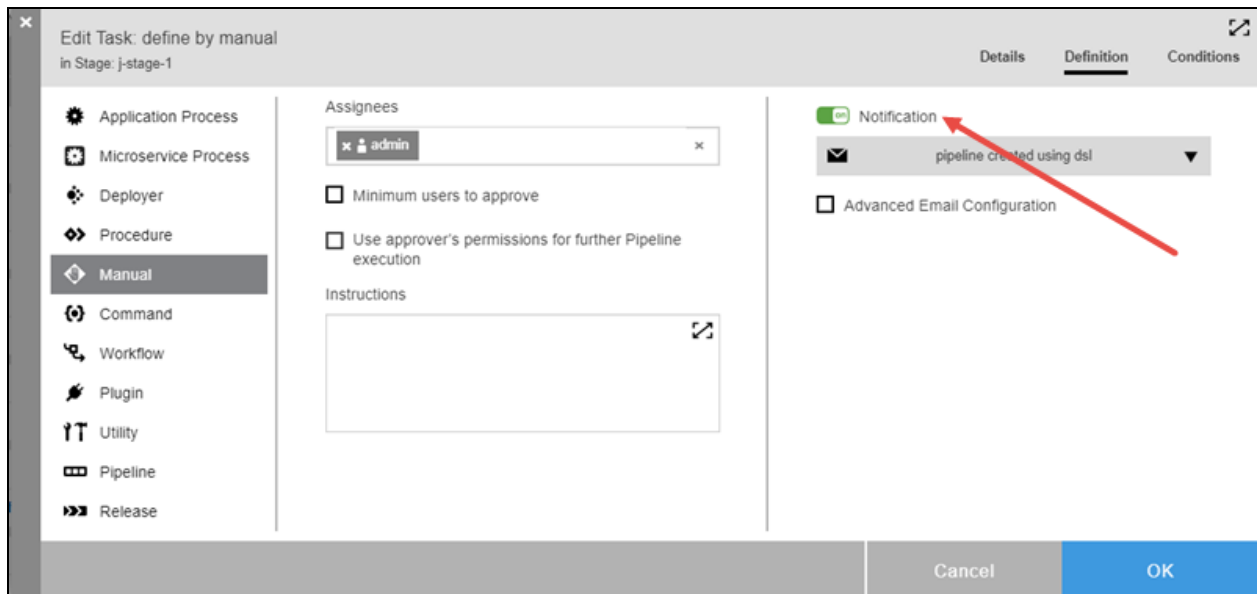 Edit Task: define by manual
in Stage: j-stage-1
Details
Definition
Conditions
Application Process
Microservice Process
Deployer
Procedure
Manual
Command
Workflow
Plugin
Utility
Pipeline
Release
Assignees
admin
Minimum users to approve
Use approver's permissions for further Pipeline
execution
Instructions
on
Notification
pipeline created using dsl
Advanced Email Configuration
Cancel
OK